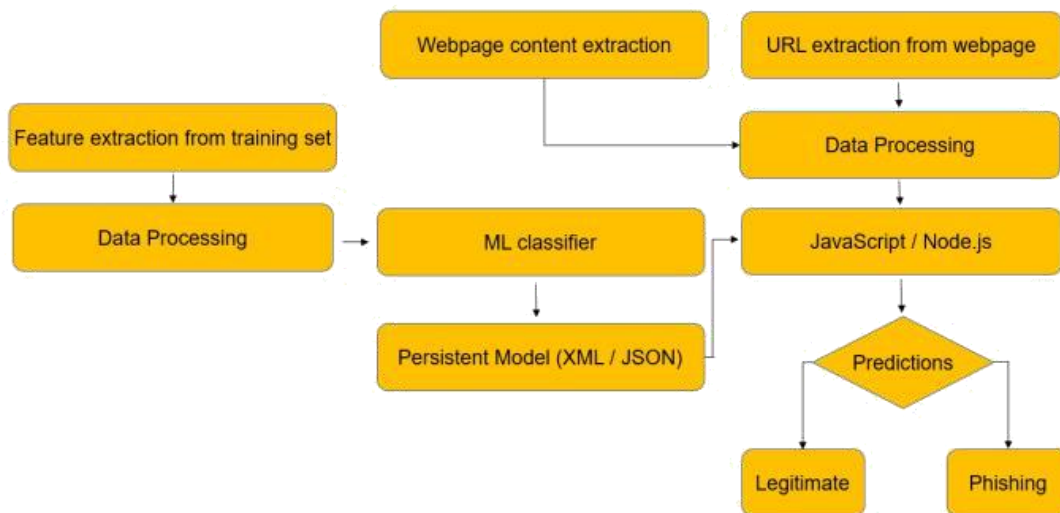 Webpage content extraction
URL extraction from webpage
Feature extraction from training set
Data Processing
Data Processing
ML classifier
JavaScript / Node.js
Persistent Model (XML / JSON)
Predictions
Legitimate
Phishing